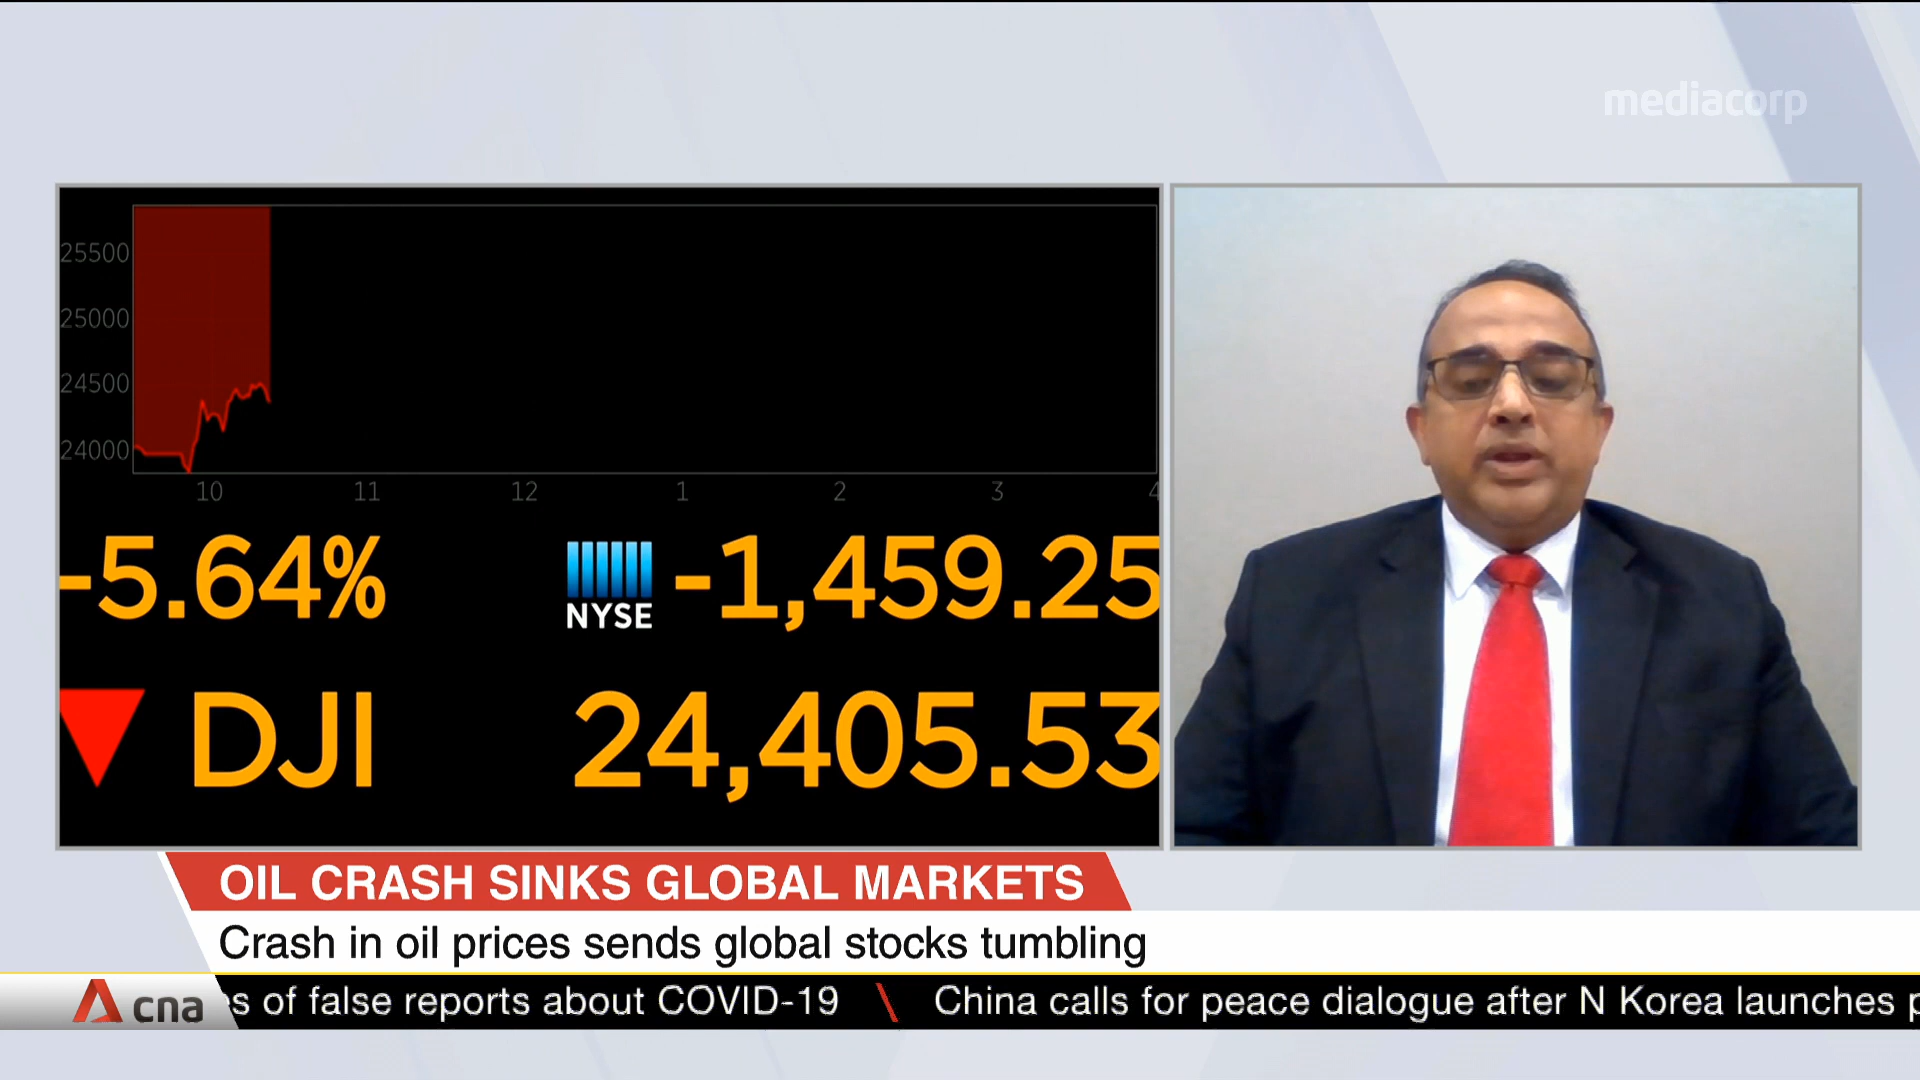 mediacorp
25500
25000
24500
24000
10 11 12 1 2 3 4
-5.64% NYSE -1,459.25
DJI 24,405.53
OIL CRASH SINKS GLOBAL MARKETS
Crash in oil prices sends global stocks tumbling
cna of false reports about COVID-19 \ China calls for peace dialogue after N Korea launches